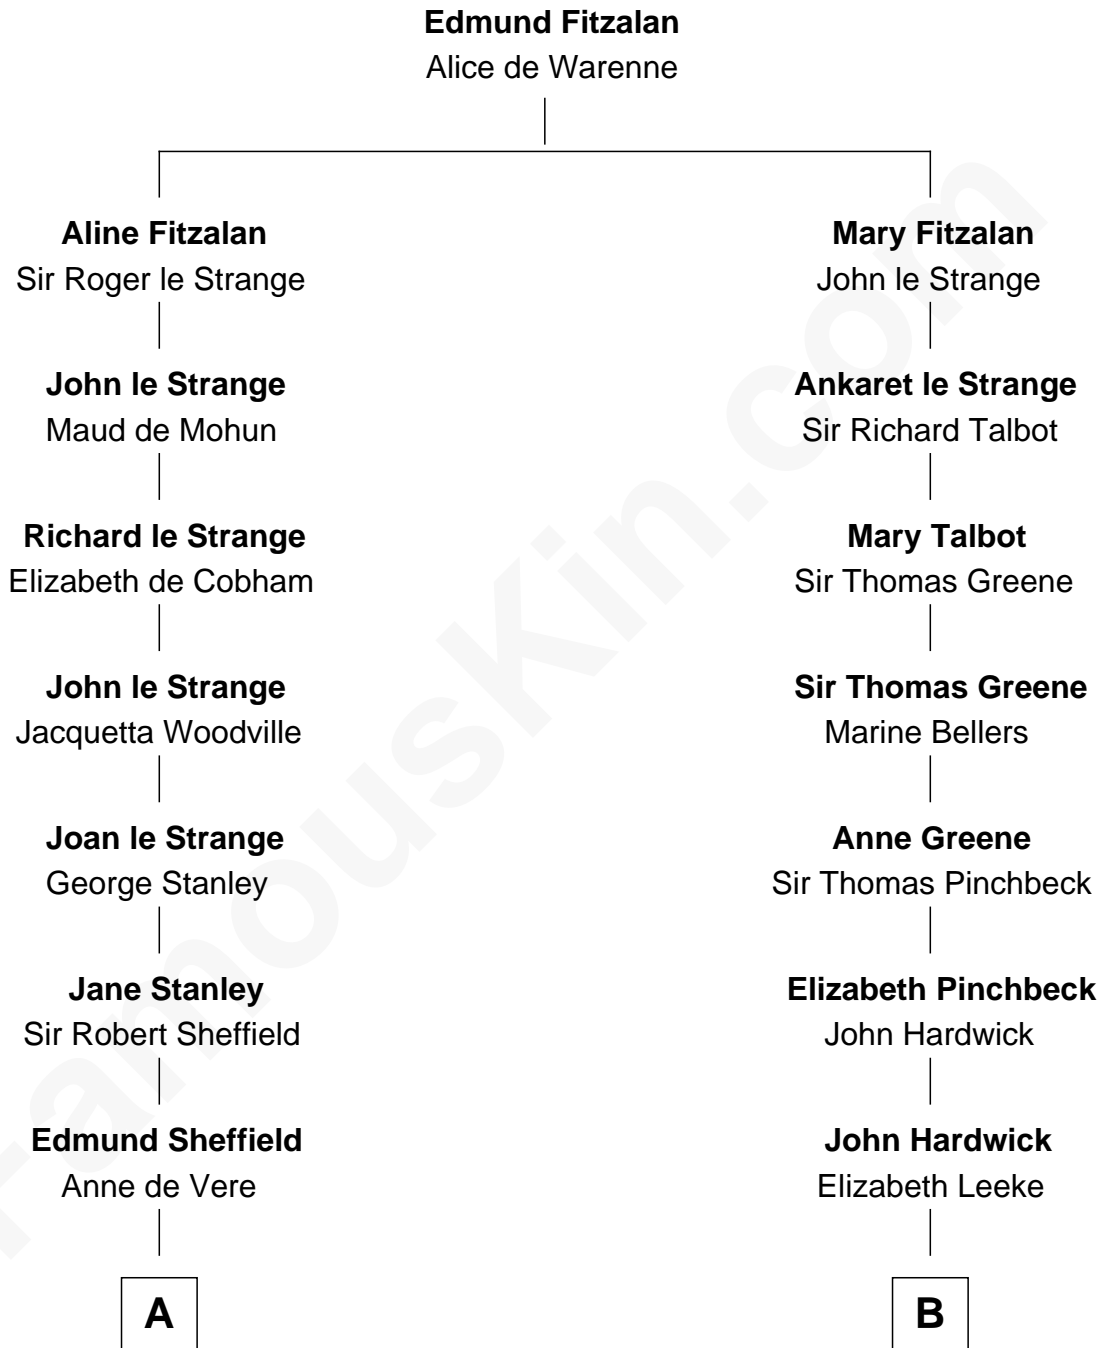 Edmund Fitzalan
Alice de Warenne
Aline Fitzalan
Sir Roger le Strange
Mary Fitzalan
John le Strange
John le Strange
Maud de Mohun
Ankaret le Strange
Sir Richard Talbot
Richard le Strange
Elizabeth de Cobham
Mary Talbot
Sir Thomas Greene
John le Strange
Jacquetta Woodville
Sir Thomas Greene
Marine Bellers
Joan le Strange
George Stanley
Anne Greene
Sir Thomas Pinchbeck
Jane Stanley
Sir Robert Sheffield
Elizabeth Pinchbeck
John Hardwick
Edmund Sheffield
Anne de Vere
John Hardwick
Elizabeth Leeke
A
B
FamousKin.com